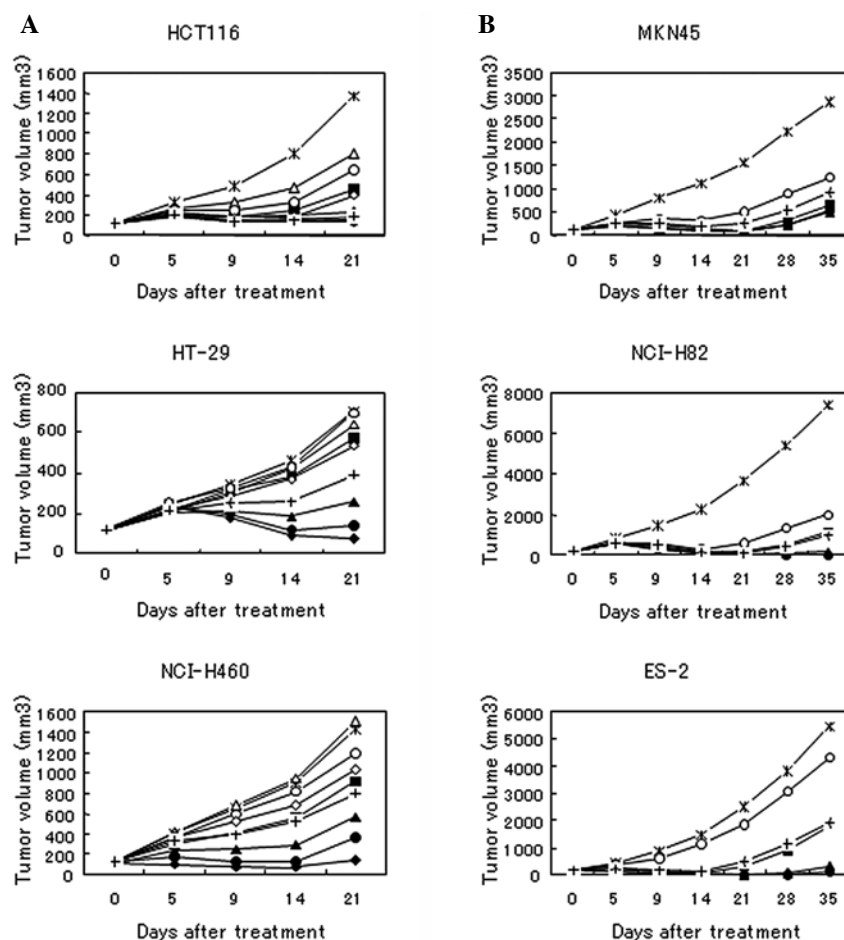 A
HCT116
Tumor volume (mm3)
1600
1400
1200
1000
800
600
400
200
0
0 5 9 14 21
Days after treatment
HT-29
Tumor volume (mm3)
800
600
400
200
0
0 5 9 14 21
Days after treatment
NCI-H460
Tumor volume (mm3)
1600
1400
1200
1000
800
600
400
200
0
0 5 9 14 21
Days after treatment
B
MKN45
Tumor volume (mm3)
3500
3000
2500
2000
1500
1000
500
0
0 5 9 14 21 28 35
Days after treatment
NCI-H82
Tumor volume (mm3)
8000
6000
4000
2000
0
0 5 9 14 21 28 35
Days after treatment
ES-2
Tumor volume (mm3)
6000
5000
4000
3000
2000
1000
0
0 5 9 14 21 28 35
Days after treatment